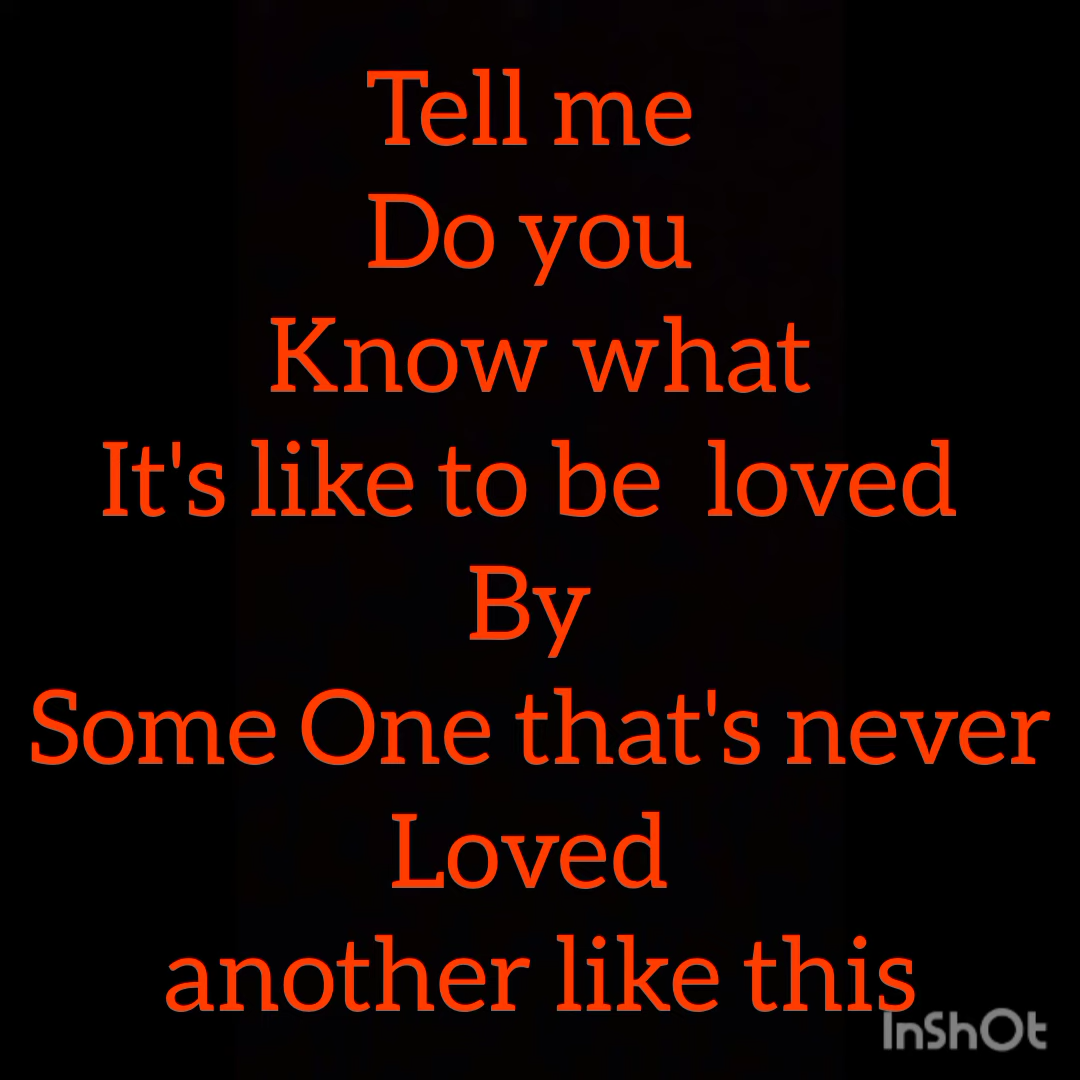 Tell me
Do you
Know what
It's like to be  loved
By
Some One that's never
Loved
another like this
InShOt